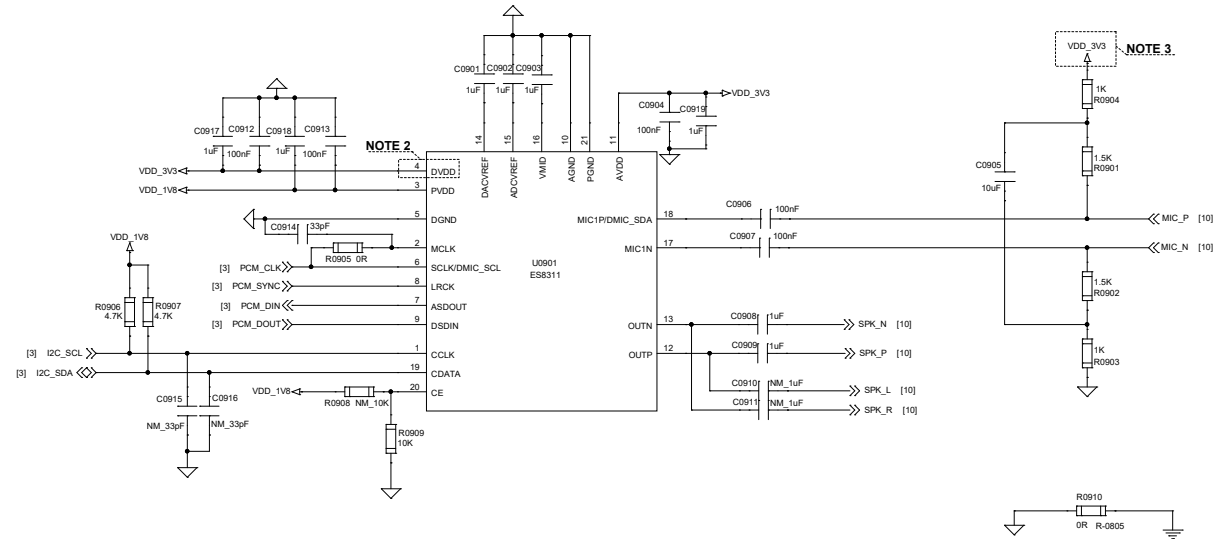 VDD_3V3
NOTE 3
1K
R0904
C0901 C0902 C0903
1uF 1uF 1uF
C0904 C0919
100nF 1uF
VDD_3V3
C0917 C0912 C0918 C0913
1uF 100nF 1uF 100nF
NOTE 2
14 15 16 10 21 11
DACVREF ADCVREF VMID AGND PGND AVDD
C0905
10uF
1.5K
R0901
VDD_3V3
4 DVDD
VDD_1V8
3 PVDD
5 DGND
C0914 33pF
2 MCLK
R0905 0R
VDD_1V8
[3] PCM_CLK
6 SCLK/DMIC_SCL
[3] PCM_SYNC
8 LRCK
[3] PCM_DIN
7 ASDOUT
[3] PCM_DOUT
9 DSDIN
U0901
ES8311
MIC1P/DMIC_SDA 18
C0906 100nF
MIC_P [10]
MIC1N 17
C0907 100nF
MIC_N [10]
1.5K
R0902
R0906 R0907
4.7K 4.7K
OUTN 13
C0908 1uF
SPK_N [10]
OUTP 12
C0909 1uF
SPK_P [10]
1K
R0903
[3] I2C_SCL
1 CCLK
[3] I2C_SDA
19 CDATA
VDD_1V8
20 CE
R0908 NM_10K
C0910 NM_1uF
SPK_L [10]
C0911 NM_1uF
SPK_R [10]
C0915 C0916
NM_33pF NM_33pF
R0909
10K
R0910
0R R-0805